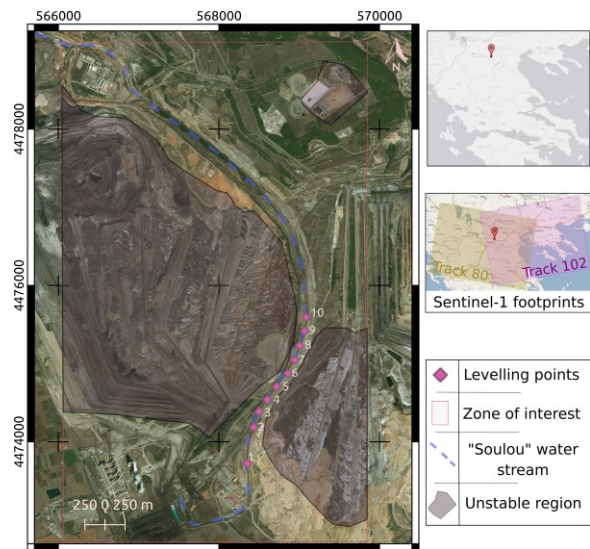 566000 568000 570000
4478000
4476000
4474000
N
10
9
8
7
6
5
4
3
2
250 0 250 m
Track 80
Track 102
Sentinel-1 footprints
Levelling points
Zone of interest
"Soulou" water
stream
Unstable region